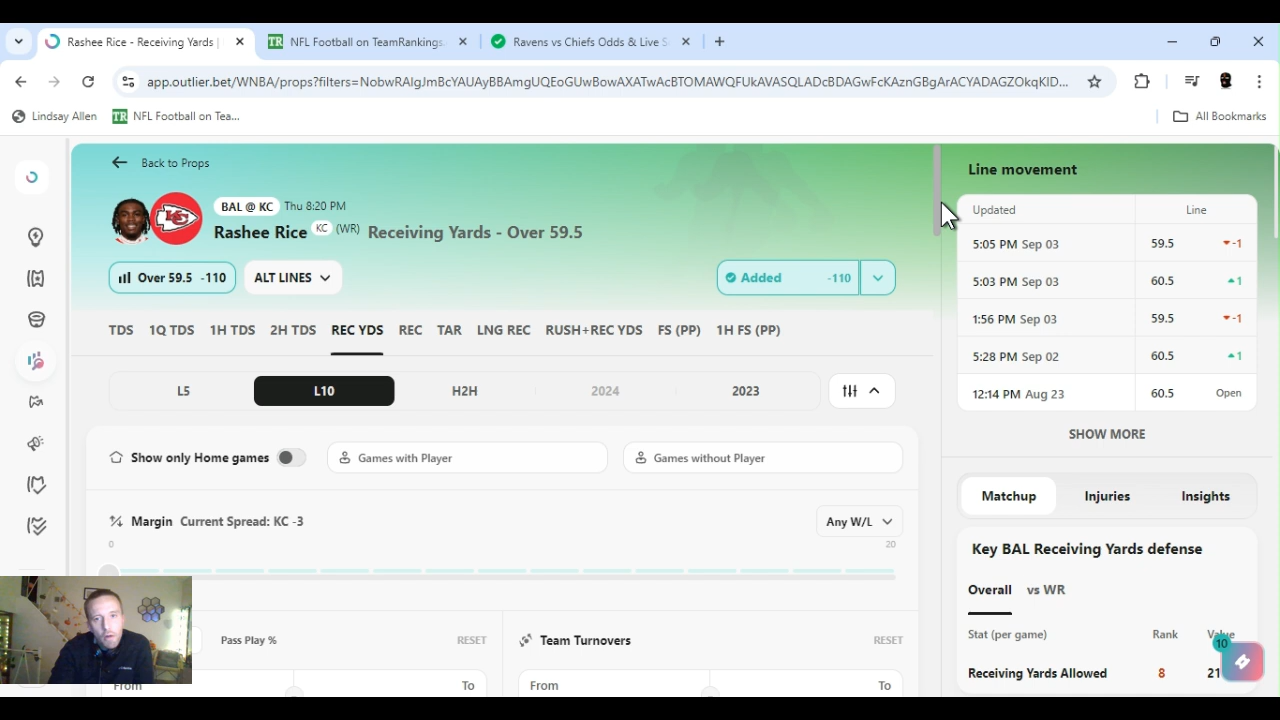 Rashee Rice - Receiving Yards |
NFL Football on TeamRankings.
Ravens vs Chiefs Odds & Live S
app.outlier.bet/WNBA/props?filters=NobwRAlgJmBcYAUAyBBAmgUQEoGUwBowAXATwAcBTOMAWQFUkAVASQLADcBDAGwFcKAznGBgArACYADAGZOkqKID...
Lindsay Allen
NFL Football on Tea...
All Bookmarks
Back to Props
BAL @ KC Thu 8:20 PM
Rashee Rice KC (WR) Receiving Yards - Over 59.5
Over 59.5 -110
ALT LINES
Added -110
TDS 1Q TDS 1H TDS 2H TDS REC YDS REC TAR LNG REC RUSH+REC YDS FS (PP) 1H FS (PP)
L5 L10 H2H 2024 2023
Show only Home games
Games with Player
Games without Player
Margin Current Spread: KC -3
Any W/L
0 20
Pass Play % RESET
Team Turnovers RESET
From To
From To
Line movement
Updated Line
5:05 PM Sep 03 59.5 -1
5:03 PM Sep 03 60.5 1
1:56 PM Sep 03 59.5 -1
5:28 PM Sep 02 60.5 1
12:14 PM Aug 23 60.5 Open
SHOW MORE
Matchup Injuries Insights
Key BAL Receiving Yards defense
Overall vs WR
Stat (per game) Rank Value
10
Receiving Yards Allowed 8 21